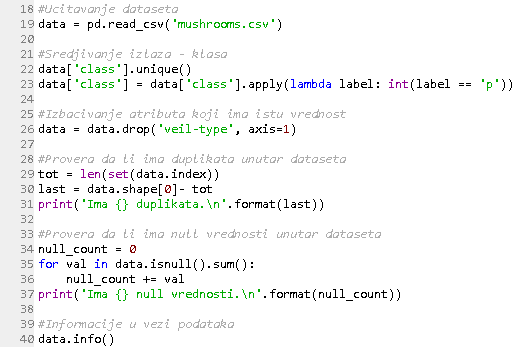 18 #Ucitavanje dataseta
19 data = pd.read_csv('mushrooms.csv')
20
21 #Sredjivanje izlaza - klasa
22 data['class'].unique()
23 data['class'] = data['class'].apply(lambda label: int(label == 'p'))
24
25 #Izbacivanje atributa koji ima istu vrednost
26 data = data.drop('veil-type', axis=1)
27
28 #Provera da li ima duplikata unutar dataseta
29 tot = len(set(data.index))
30 last = data.shape[0]- tot
31 print('Ima {} duplikata.\n'.format(last))
32
33 #Provera da li ima null vrednosti unutar dataseta
34 null_count = 0
35 for val in data.isnull().sum():
36     null_count += val
37 print('Ima {} null vrednosti.\n'.format(null_count))
38
39 #Informacije u vezi podataka
40 data.info()